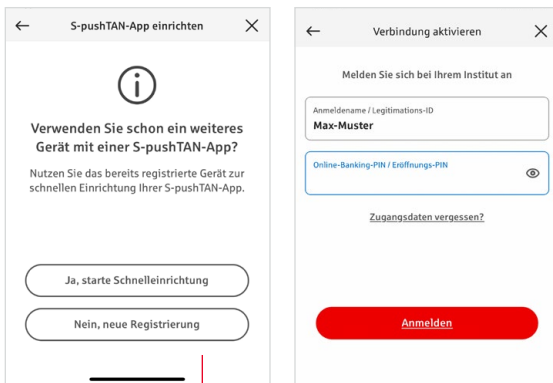 S-pushTAN-App einrichten
Verwenden Sie schon ein weiteres
Gerät mit einer S-pushTAN-App?
Nutzen Sie das bereits registrierte Gerät zur
schnellen Einrichtung Ihrer S-pushTAN-App.
Ja, starte Schnelleinrichtung
Nein, neue Registrierung
Verbindung aktivieren
Melden Sie sich bei Ihrem Institut an
Anmeldename / Legitimations-ID
Max-Muster
Online-Banking-PIN / Eröffnungs-PIN
Zugangsdaten vergessen?
Anmelden